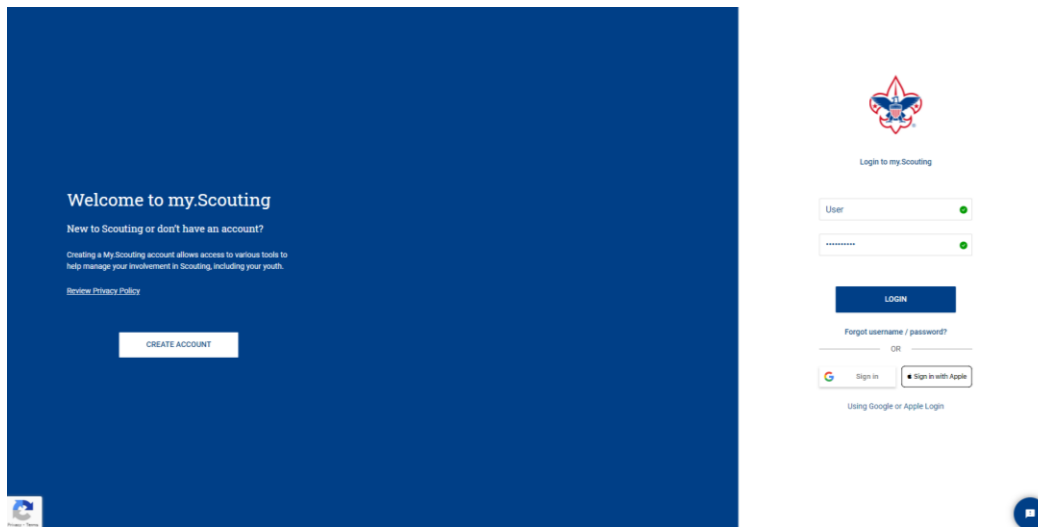 Welcome to my.Scouting
New to Scouting or don't have an account?
Creating a My.Scouting account allows access to various tools to
help manage your involvement in Scouting, including your youth.
Review Privacy Policy
CREATE ACCOUNT
Privacy - Terms
Login to my.Scouting
User
••••••••••
LOGIN
Forgot username / password?
OR
Sign in
Sign in with Apple
Using Google or Apple Login